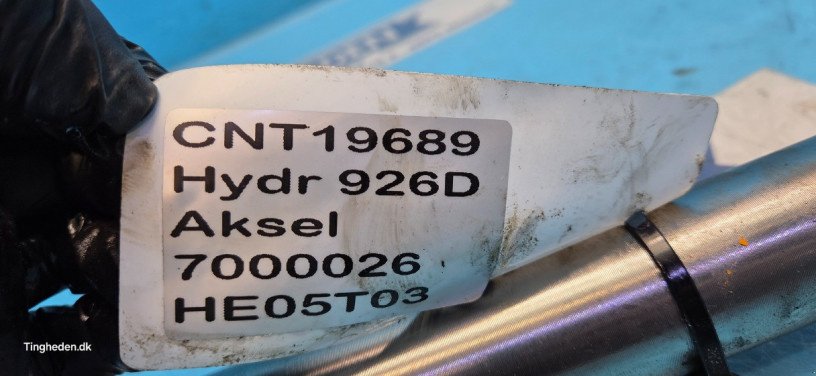 CNT19689
Hydr 926D
Aksel
7000026
HE05T03
Tingheden.dk